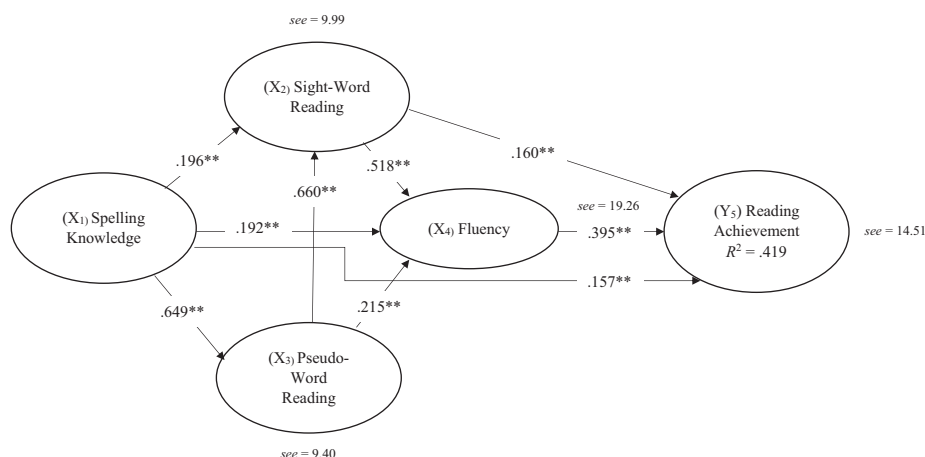 see = 9.99
(X2) Sight-Word
Reading
.196**
.518**
.160**
.660**
(X1) Spelling
Knowledge
.192**
(X4) Fluency
see = 19.26
.395**
(Y5) Reading
Achievement
R² = .419
see = 14.51
.157**
.649**
.215**
(X3) Pseudo-
Word
Reading
see = 9.40